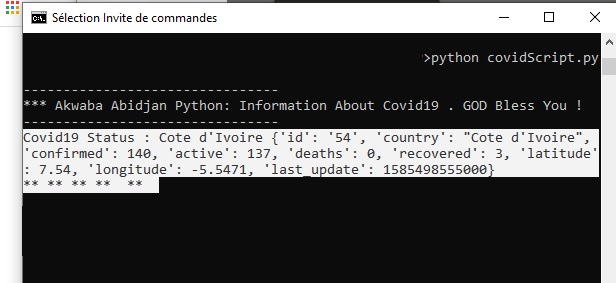 Sélection Invite de commandes
>python covidScript.py
--------------------------------
*** Akwaba Abidjan Python: Information About Covid19 . GOD Bless You !
--------------------------------
Covid19 Status : Cote d'Ivoire {'id': '54', 'country': "Cote d'Ivoire",
'confirmed': 140, 'active': 137, 'deaths': 0, 'recovered': 3, 'latitude'
: 7.54, 'longitude': -5.5471, 'last_update': 1585498555000}
** ** ** **  **